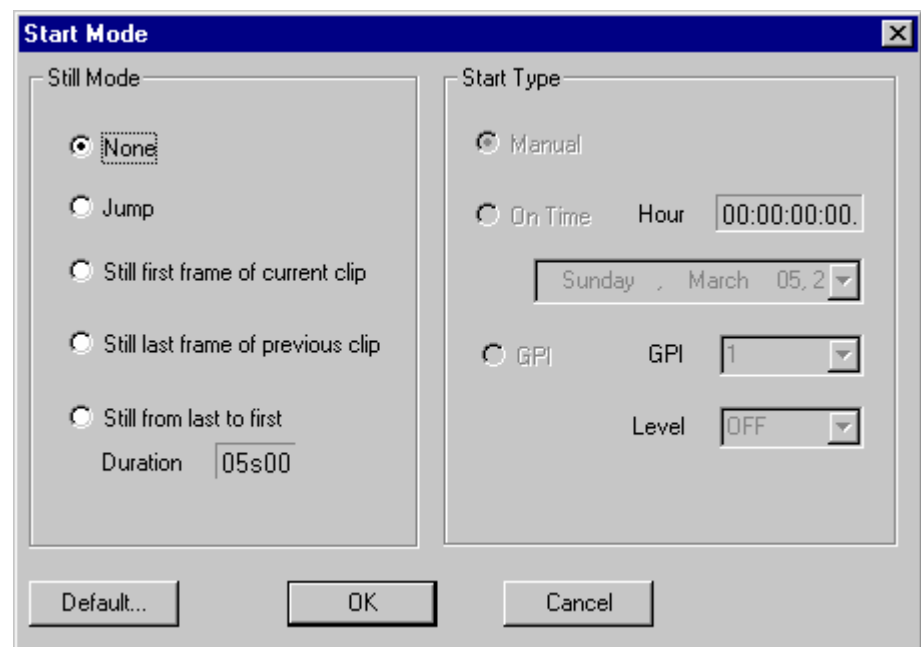 Start Mode
Still Mode
None
Jump
Still first frame of current clip
Still last frame of previous clip
Still from last to first
Duration 05s00
Start Type
Manual
On Time Hour 00:00:00:00.
Sunday , March 05, 2
GPI GPI 1
Level OFF
Default... OK Cancel